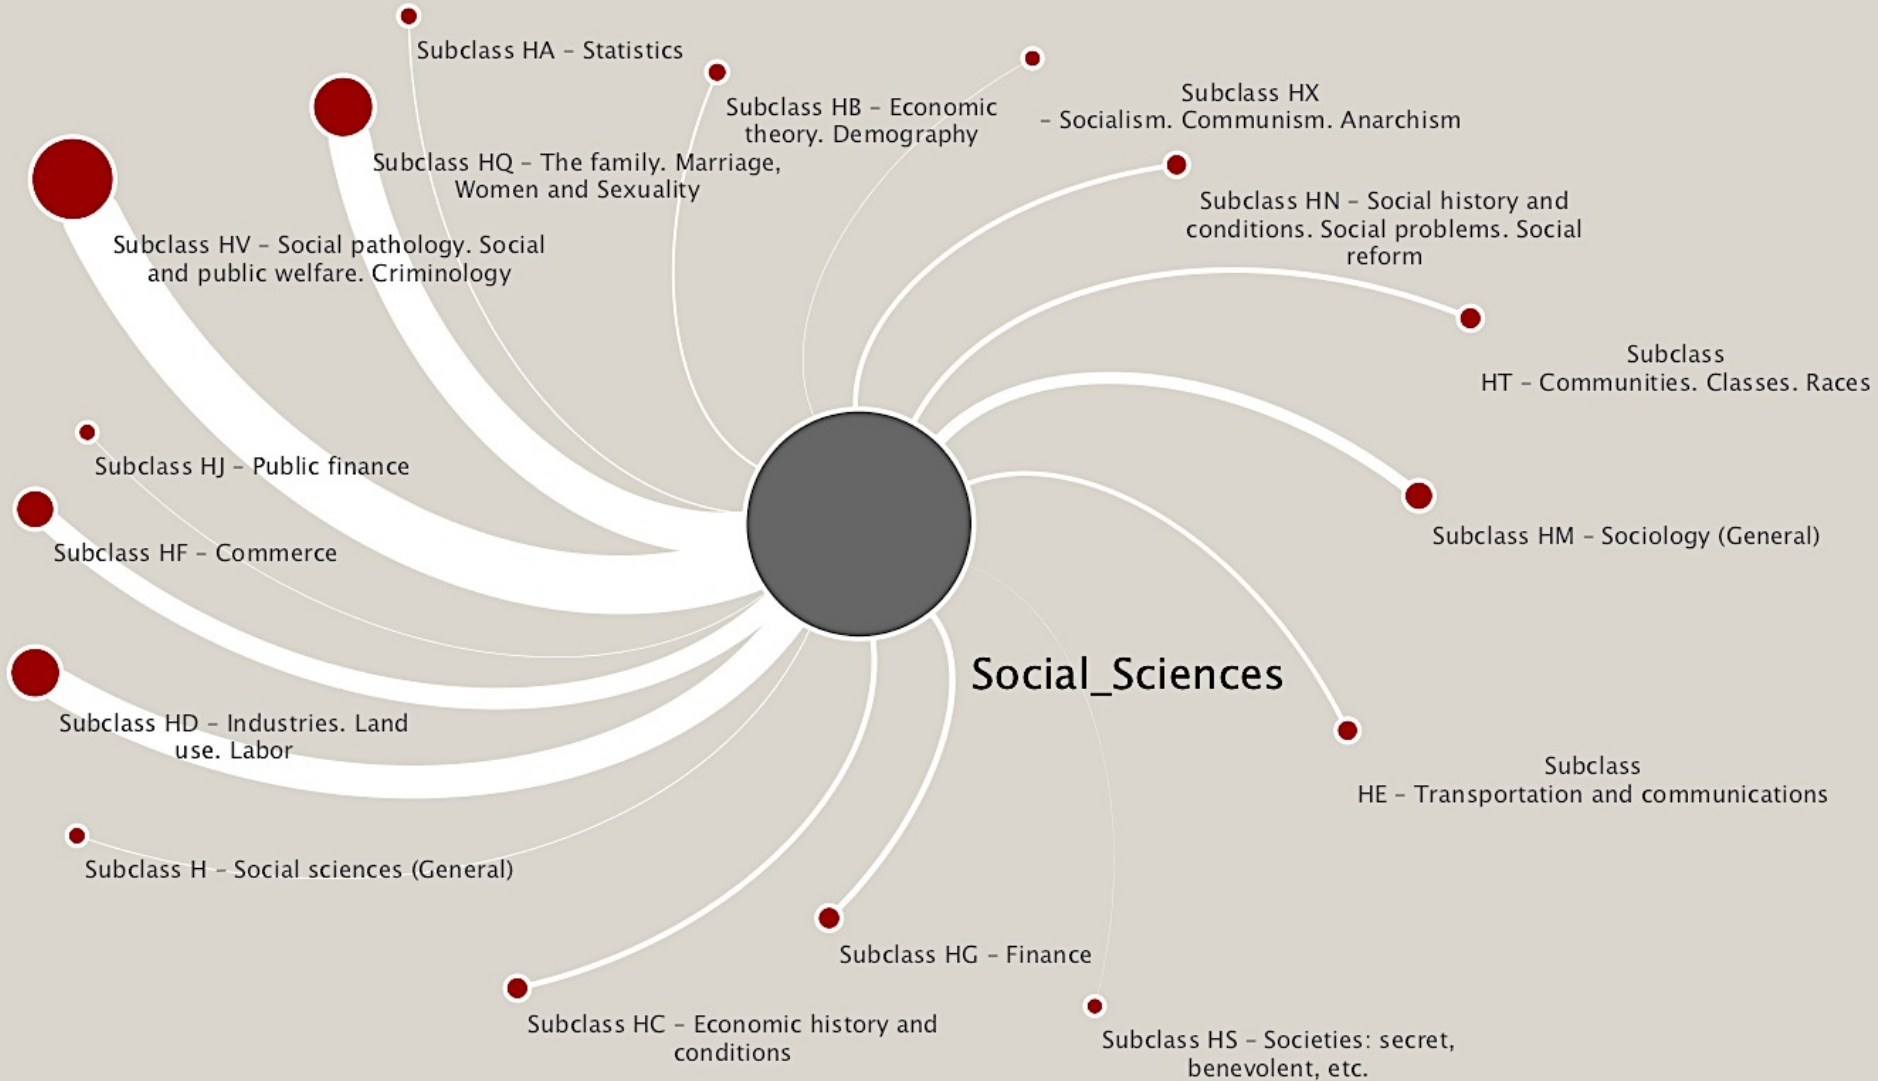 Subclass HA – Statistics
Subclass HB – Economic
theory. Demography
Subclass HX
– Socialism. Communism. Anarchism
Subclass HQ – The family. Marriage,
Women and Sexuality
Subclass HN – Social history and
conditions. Social problems. Social
reform
Subclass HV – Social pathology. Social
and public welfare. Criminology
Subclass
HT – Communities. Classes. Races
Subclass HJ – Public finance
Subclass HF – Commerce
Subclass HM – Sociology (General)
Social_Sciences
Subclass HD – Industries. Land
use. Labor
Subclass
HE – Transportation and communications
Subclass H – Social sciences (General)
Subclass HG – Finance
Subclass HC – Economic history and
conditions
Subclass HS – Societies: secret,
benevolent, etc.